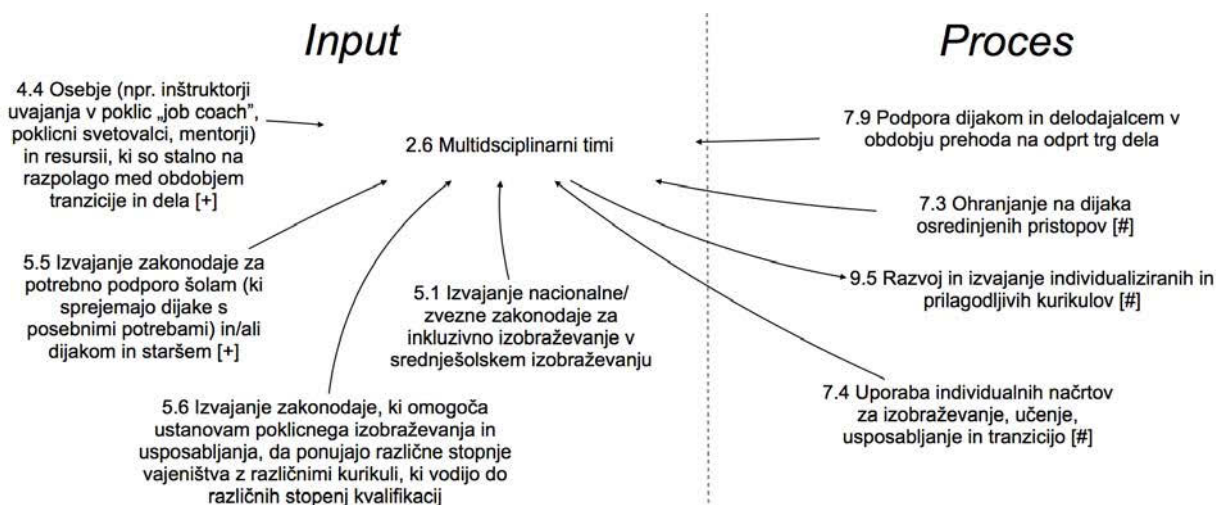 Input
Proces
4.4 Osebje (npr. inštruktorji
uvajanja v poklic „job coach”,
poklicni svetovalci, mentorji)
in resursii, ki so stalno na
razpolago med obdobjem
tranzicije in dela [+]
2.6 Multidsciplinarni timi
7.9 Podpora dijakom in delodajalcem v
obdobju prehoda na odprt trg dela
7.3 Ohranjanje na dijaka
osredinjenih pristopov [#]
5.5 Izvajanje zakonodaje za
potrebno podporo šolam (ki
sprejemajo dijake s
posebnimi potrebami) in/ali
dijakom in staršem [+]
5.1 Izvajanje nacionalne/
zvezne zakonodaje za
inkluzivno izobraževanje v
srednješolskem izobraževanju
9.5 Razvoj in izvajanje individualiziranih in
prilagodljivih kurikulov [#]
5.6 Izvajanje zakonodaje, ki omogoča
ustanovam poklicnega izobraževanja in
usposabljanja, da ponujajo različne stopnje
vajeništva z različnimi kurikuli, ki vodijo do
različnih stopenj kvalifikacij
7.4 Uporaba individualnih načrtov
za izobraževanje, učenje,
usposabljanje in tranzicijo [#]